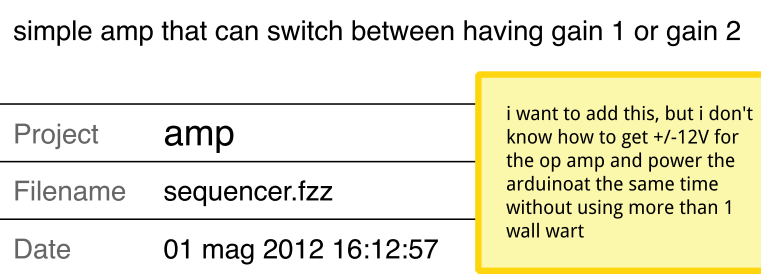 simple amp that can switch between having gain 1 or gain 2
Project amp
Filename sequencer.fzz
Date 01 mag 2012 16:12:57
i want to add this, but i don't
know how to get +/-12V for
the op amp and power the
arduinoat the same time
without using more than 1
wall wart